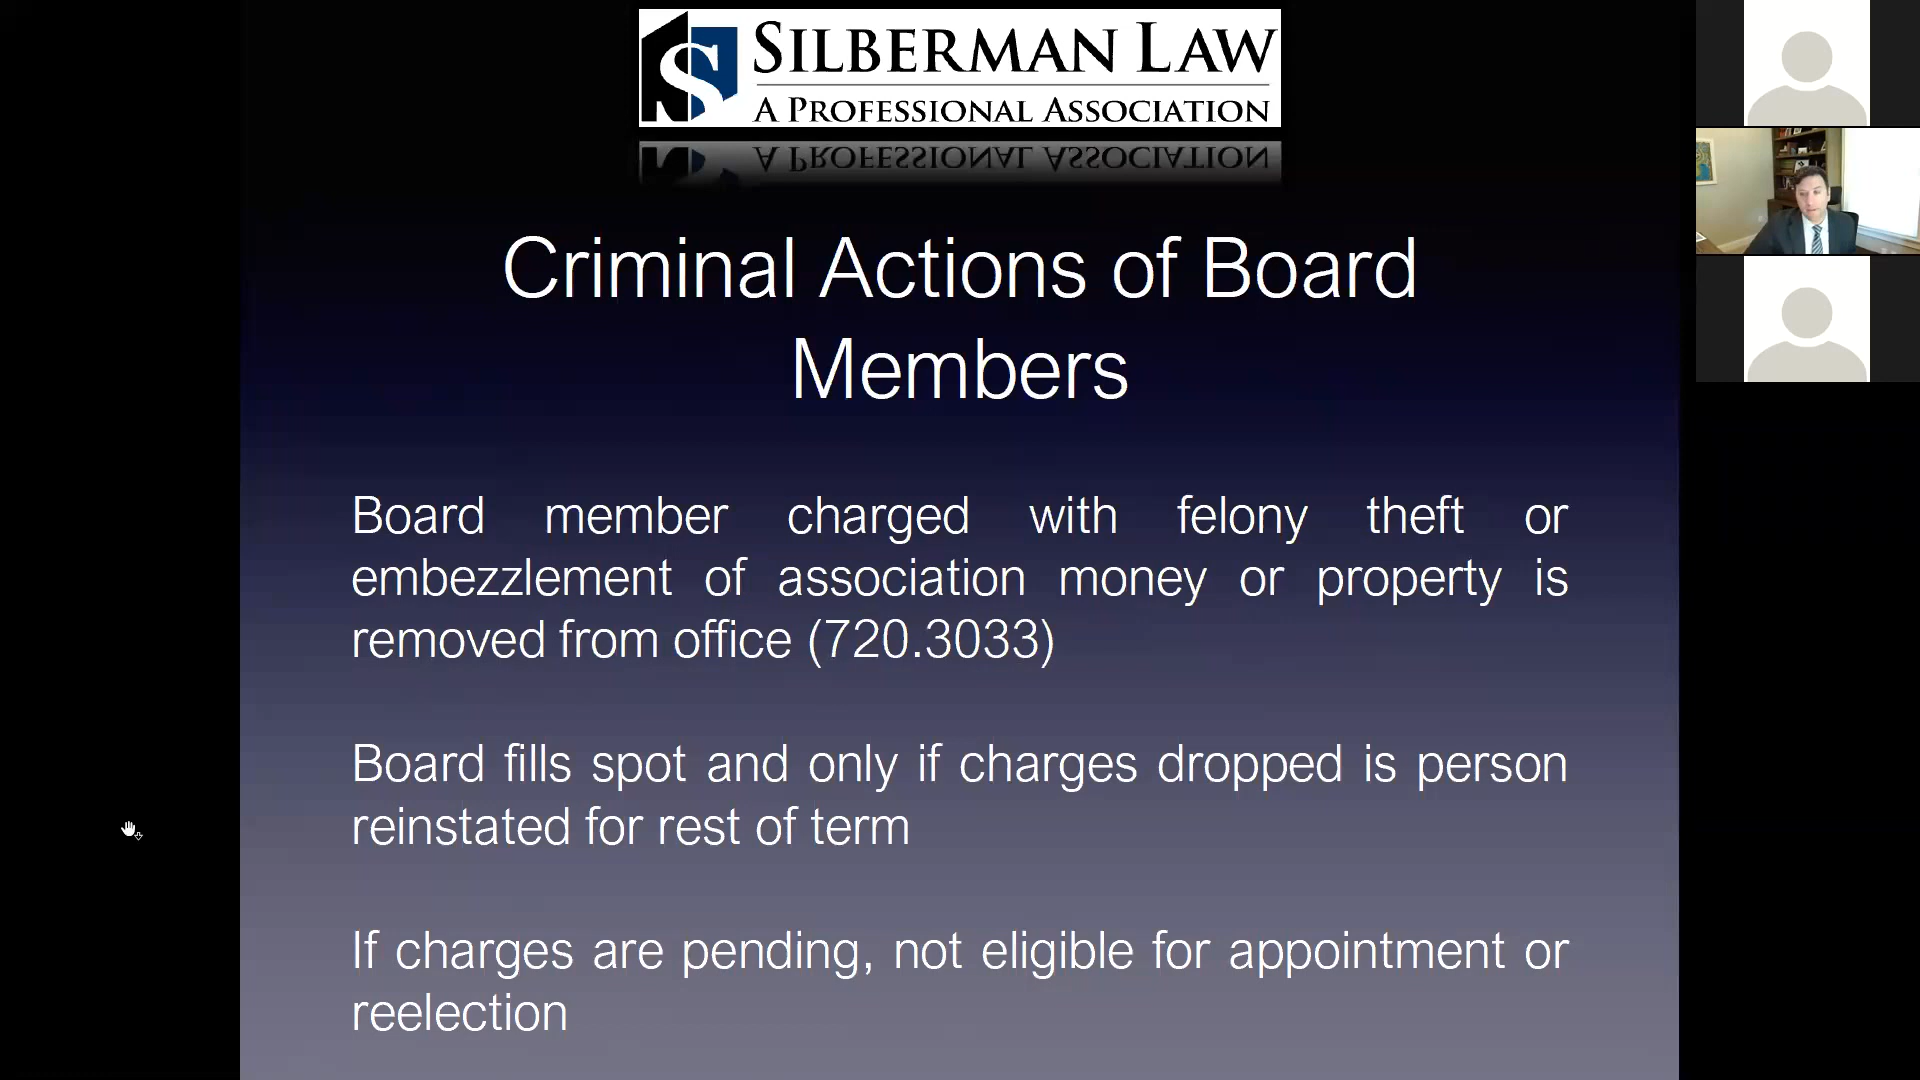 SILBERMAN LAW
A PROFESSIONAL ASSOCIATION
Criminal Actions of Board
Members
Board member charged with felony theft or
embezzlement of association money or property is
removed from office (720.3033)
Board fills spot and only if charges dropped is person
reinstated for rest of term
If charges are pending, not eligible for appointment or
reelection